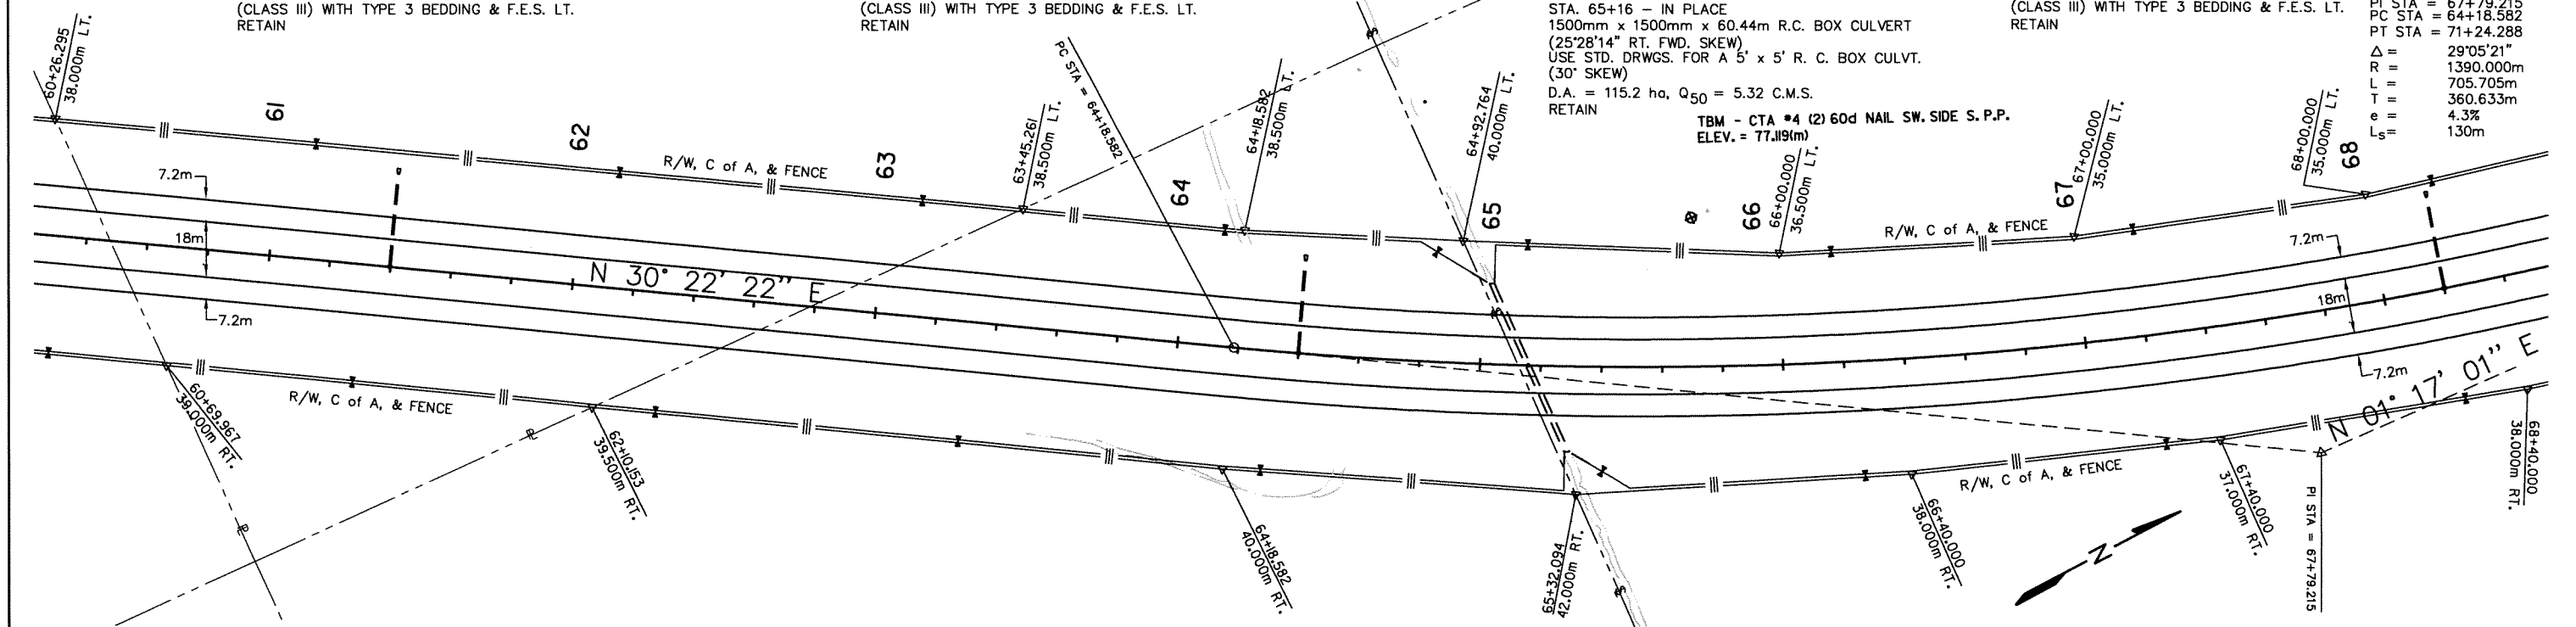 (CLASS III) WITH TYPE 3 BEDDING & F.E.S. LT.
RETAIN
(CLASS III) WITH TYPE 3 BEDDING & F.E.S. LT.
RETAIN
STA. 65+16 – IN PLACE
1500mm x 1500mm x 60.44m R.C. BOX CULVERT
(25°28'14" RT. FWD. SKEW)
USE STD. DRWGS. FOR A 5' x 5' R. C. BOX CULVT.
(30° SKEW)
D.A. = 115.2 ha, Q50 = 5.32 C.M.S.
RETAIN
TBM - CTA #4 (2) 60d NAIL SW. SIDE S. P.P.
ELEV. = 77.119(m)
(CLASS III) WITH TYPE 3 BEDDING & F.E.S. LT.
RETAIN
PI STA = 67+79.215
PC STA = 64+18.582
PT STA = 71+24.288
Δ = 29°05'21"
R = 1390.000m
L = 705.705m
T = 360.633m
e = 4.3%
Ls= 130m
60+26.295
38.000m LT.
61
62
R/W, C of A, & FENCE
63
63+45.261
38.500m LT.
PC STA = 64+18.582
64
64+18.582
38.500m LT.
64+92.764
40.000m LT.
65
66
66+00.000
36.500m LT.
R/W, C of A, & FENCE
67
67+00.000
35.000m LT.
68+00.000
35.000m LT.
68
7.2m
18m
7.2m
N 30° 22' 22" E
7.2m
18m
7.2m
N 01° 17' 01" E
60+69.967
39.000m RT.
R/W, C of A, & FENCE
PL
PL
62+10.153
39.500m RT.
64+18.582
40.000m RT.
65+32.094
42.000m RT.
66+40.000
38.000m RT.
R/W, C of A, & FENCE
67+40.000
37.000m RT.
PI STA = 67+79.215
68+40.000
38.000m RT.
N